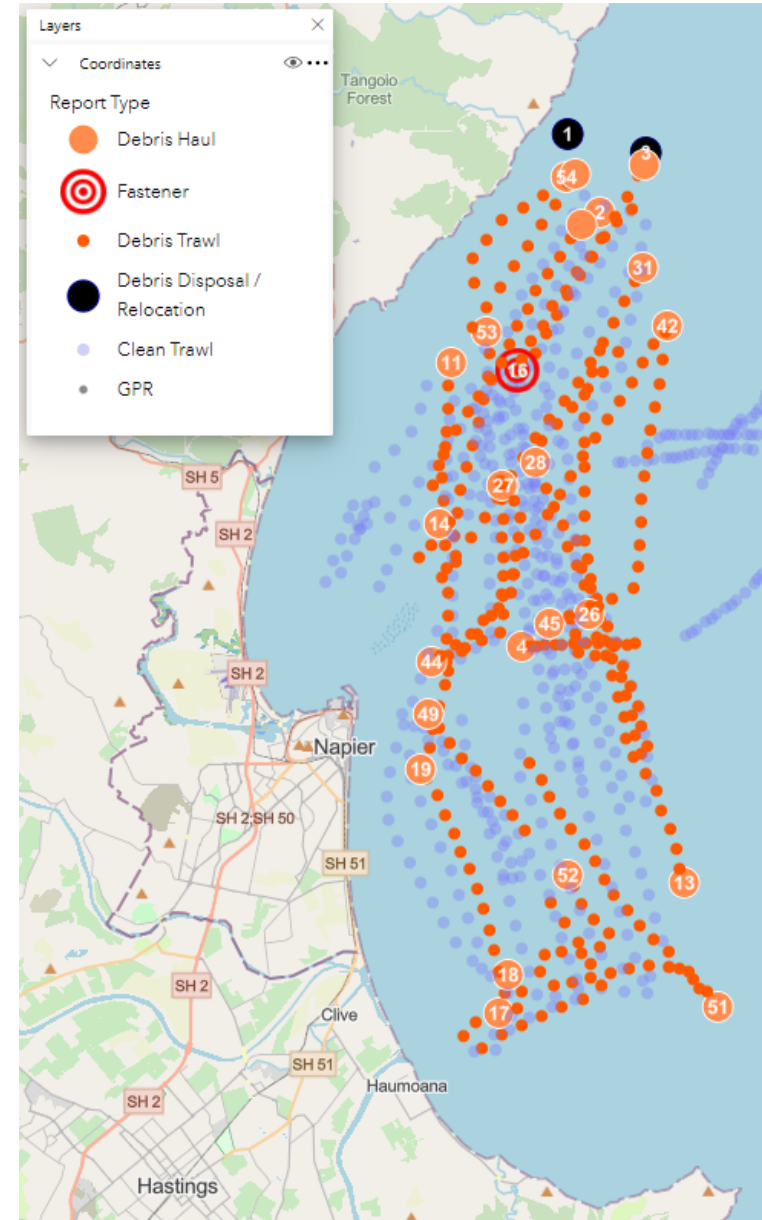 Layers
Coordinates
Report Type
Debris Haul
Fastener
Debris Trawl
Debris Disposal /
Relocation
Clean Trawl
GPR
Tangoio
Forest
1
3
54
2
31
42
53
11
16
28
SH 5
27
14
SH 2
26
45
4
44
SH 2
49
Napier
19
SH 2;SH 50
SH 51
52
13
18
SH 2
51
17
Clive
SH 51
Haumoana
SH 2
Hastings